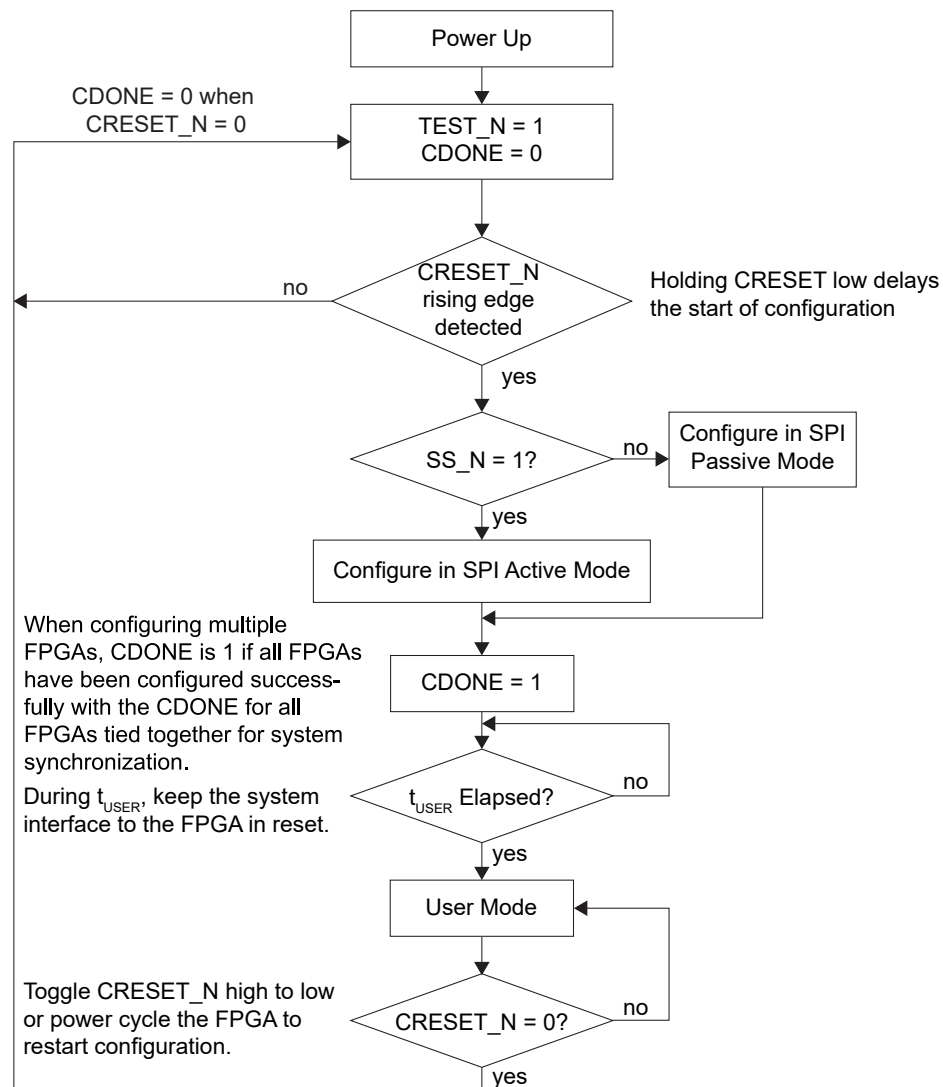 Power Up
CDONE = 0 when
CRESET_N = 0
TEST_N = 1
CDONE = 0
CRESET_N
rising edge
detected
no
Holding CRESET low delays
the start of configuration
yes
SS_N = 1?
no
Configure in SPI
Passive Mode
yes
Configure in SPI Active Mode
When configuring multiple
FPGAs, CDONE is 1 if all FPGAs
have been configured success-
fully with the CDONE for all
FPGAs tied together for system
synchronization.
CDONE = 1
During tUSER, keep the system
interface to the FPGA in reset.
tUSER Elapsed?
no
yes
User Mode
Toggle CRESET_N high to low
or power cycle the FPGA to
restart configuration.
CRESET_N = 0?
no
yes